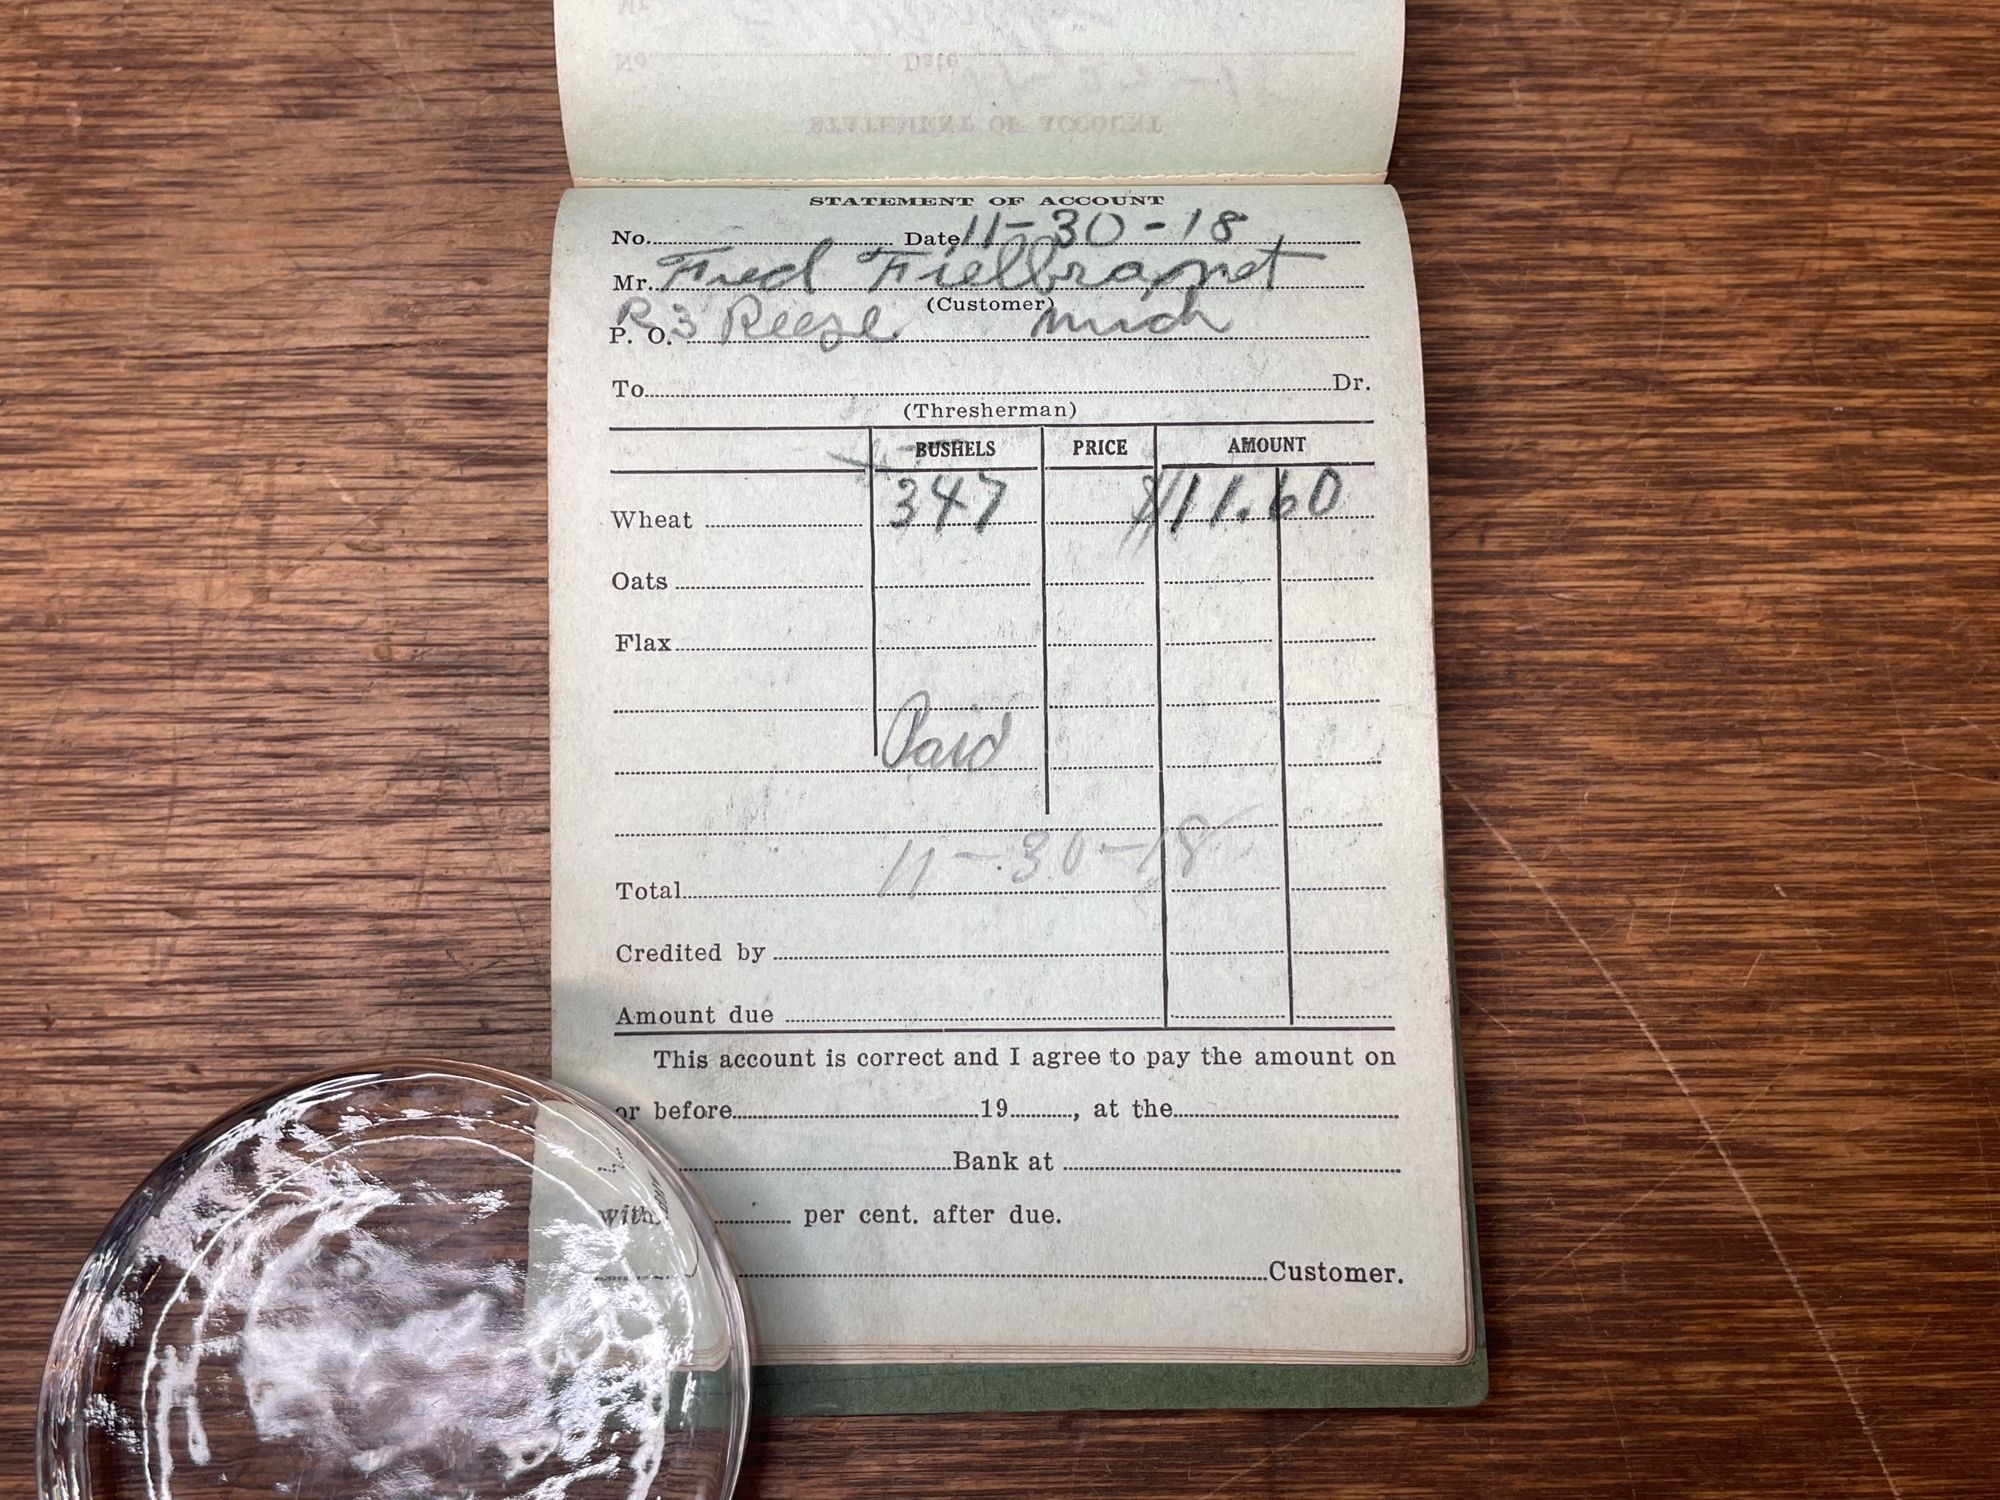 STATEMENT OF ACCOUNT
No. Date 11-30-18
Mr. Fred
(Customer)
P. O. R 3 Reese Mich
To Dr.
(Thresherman)
BUSHELS PRICE AMOUNT
Wheat 347 $11.60
Oats
Flax
Paid
11-30-18
Total
Credited by
Amount due
This account is correct and I agree to pay the amount on
or before 19 , at the
Bank at
with per cent. after due.
Customer.